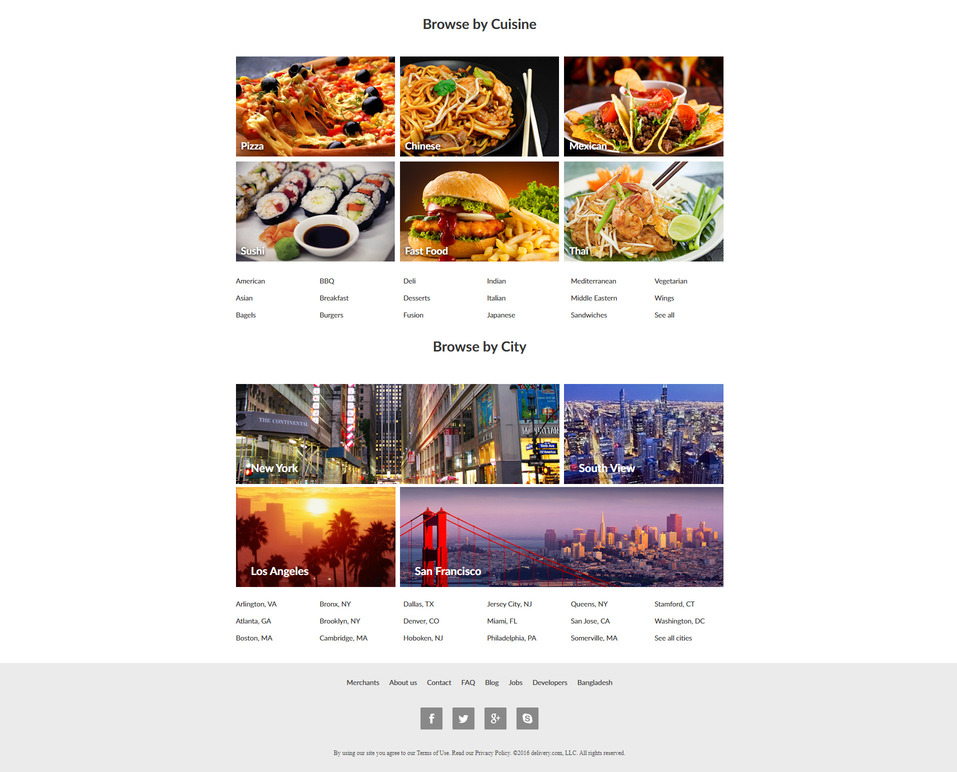 Browse by Cuisine
Pizza
Chinese
Mexican
Sushi
Fast Food
Thai
American BBQ Deli Indian Mediterranean Vegetarian
Asian Breakfast Desserts Italian Middle Eastern Wings
Bagels Burgers Fusion Japanese Sandwiches See all
Browse by City
THE CONTINENTAL
New York
South View
Los Angeles
San Francisco
Arlington, VA Bronx, NY Dallas, TX Jersey City, NJ Queens, NY Stamford, CT
Atlanta, GA Brooklyn, NY Denver, CO Miami, FL San Jose, CA Washington, DC
Boston, MA Cambridge, MA Hoboken, NJ Philadelphia, PA Somerville, MA See all cities
Merchants About us Contact FAQ Blog Jobs Developers Bangladesh
By using our site you agree to our Terms of Use. Read our Privacy Policy. ©2016 delivery.com, LLC. All rights reserved.